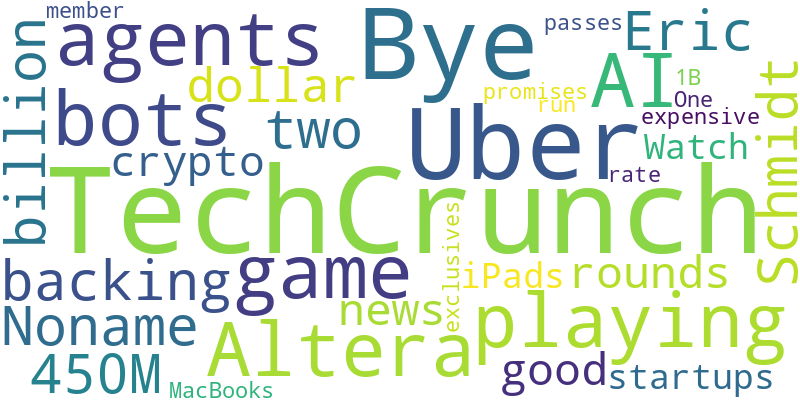 member
agents
Bye
passes
Eric
billion
dollar
promises
AI
1B
run
One
bots
two
Uber
expensive
crypto
Watch
rate
Schmidt
TechCrunch
backing
game
exclusives
iPads
rounds
Noname
news
playing
450M
Altera
good
startups
MacBooks